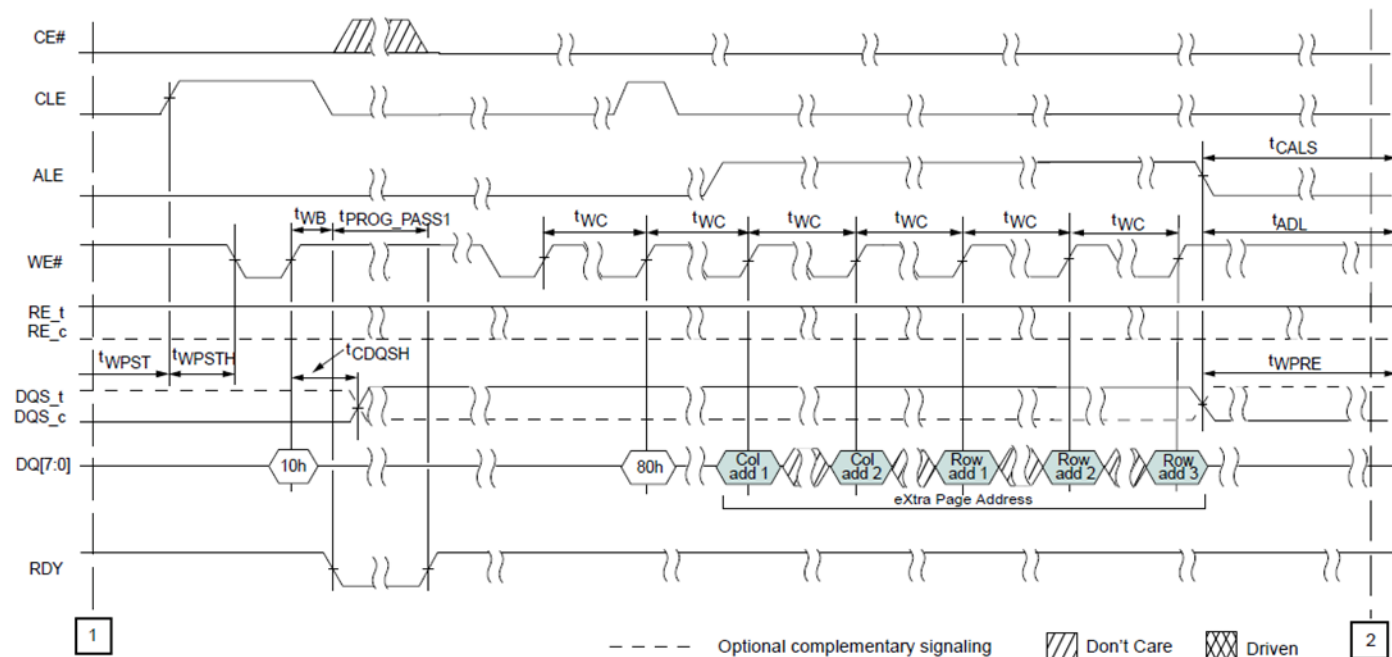 CE#
CLE
tCALS
ALE
tWB tPROG_PASS1 tWC tWC tWC tWC tWC tWC tADL
WE#
RE_t
RE_c
tWPST tWPSTH tCDQSH tWPRE
DQS_t
DQS_c
DQ[7:0] 10h 80h Col add 1 Col add 2 Row add 1 Row add 2 Row add 3
eXtra Page Address
RDY
1 2
Optional complementary signaling Don't Care Driven